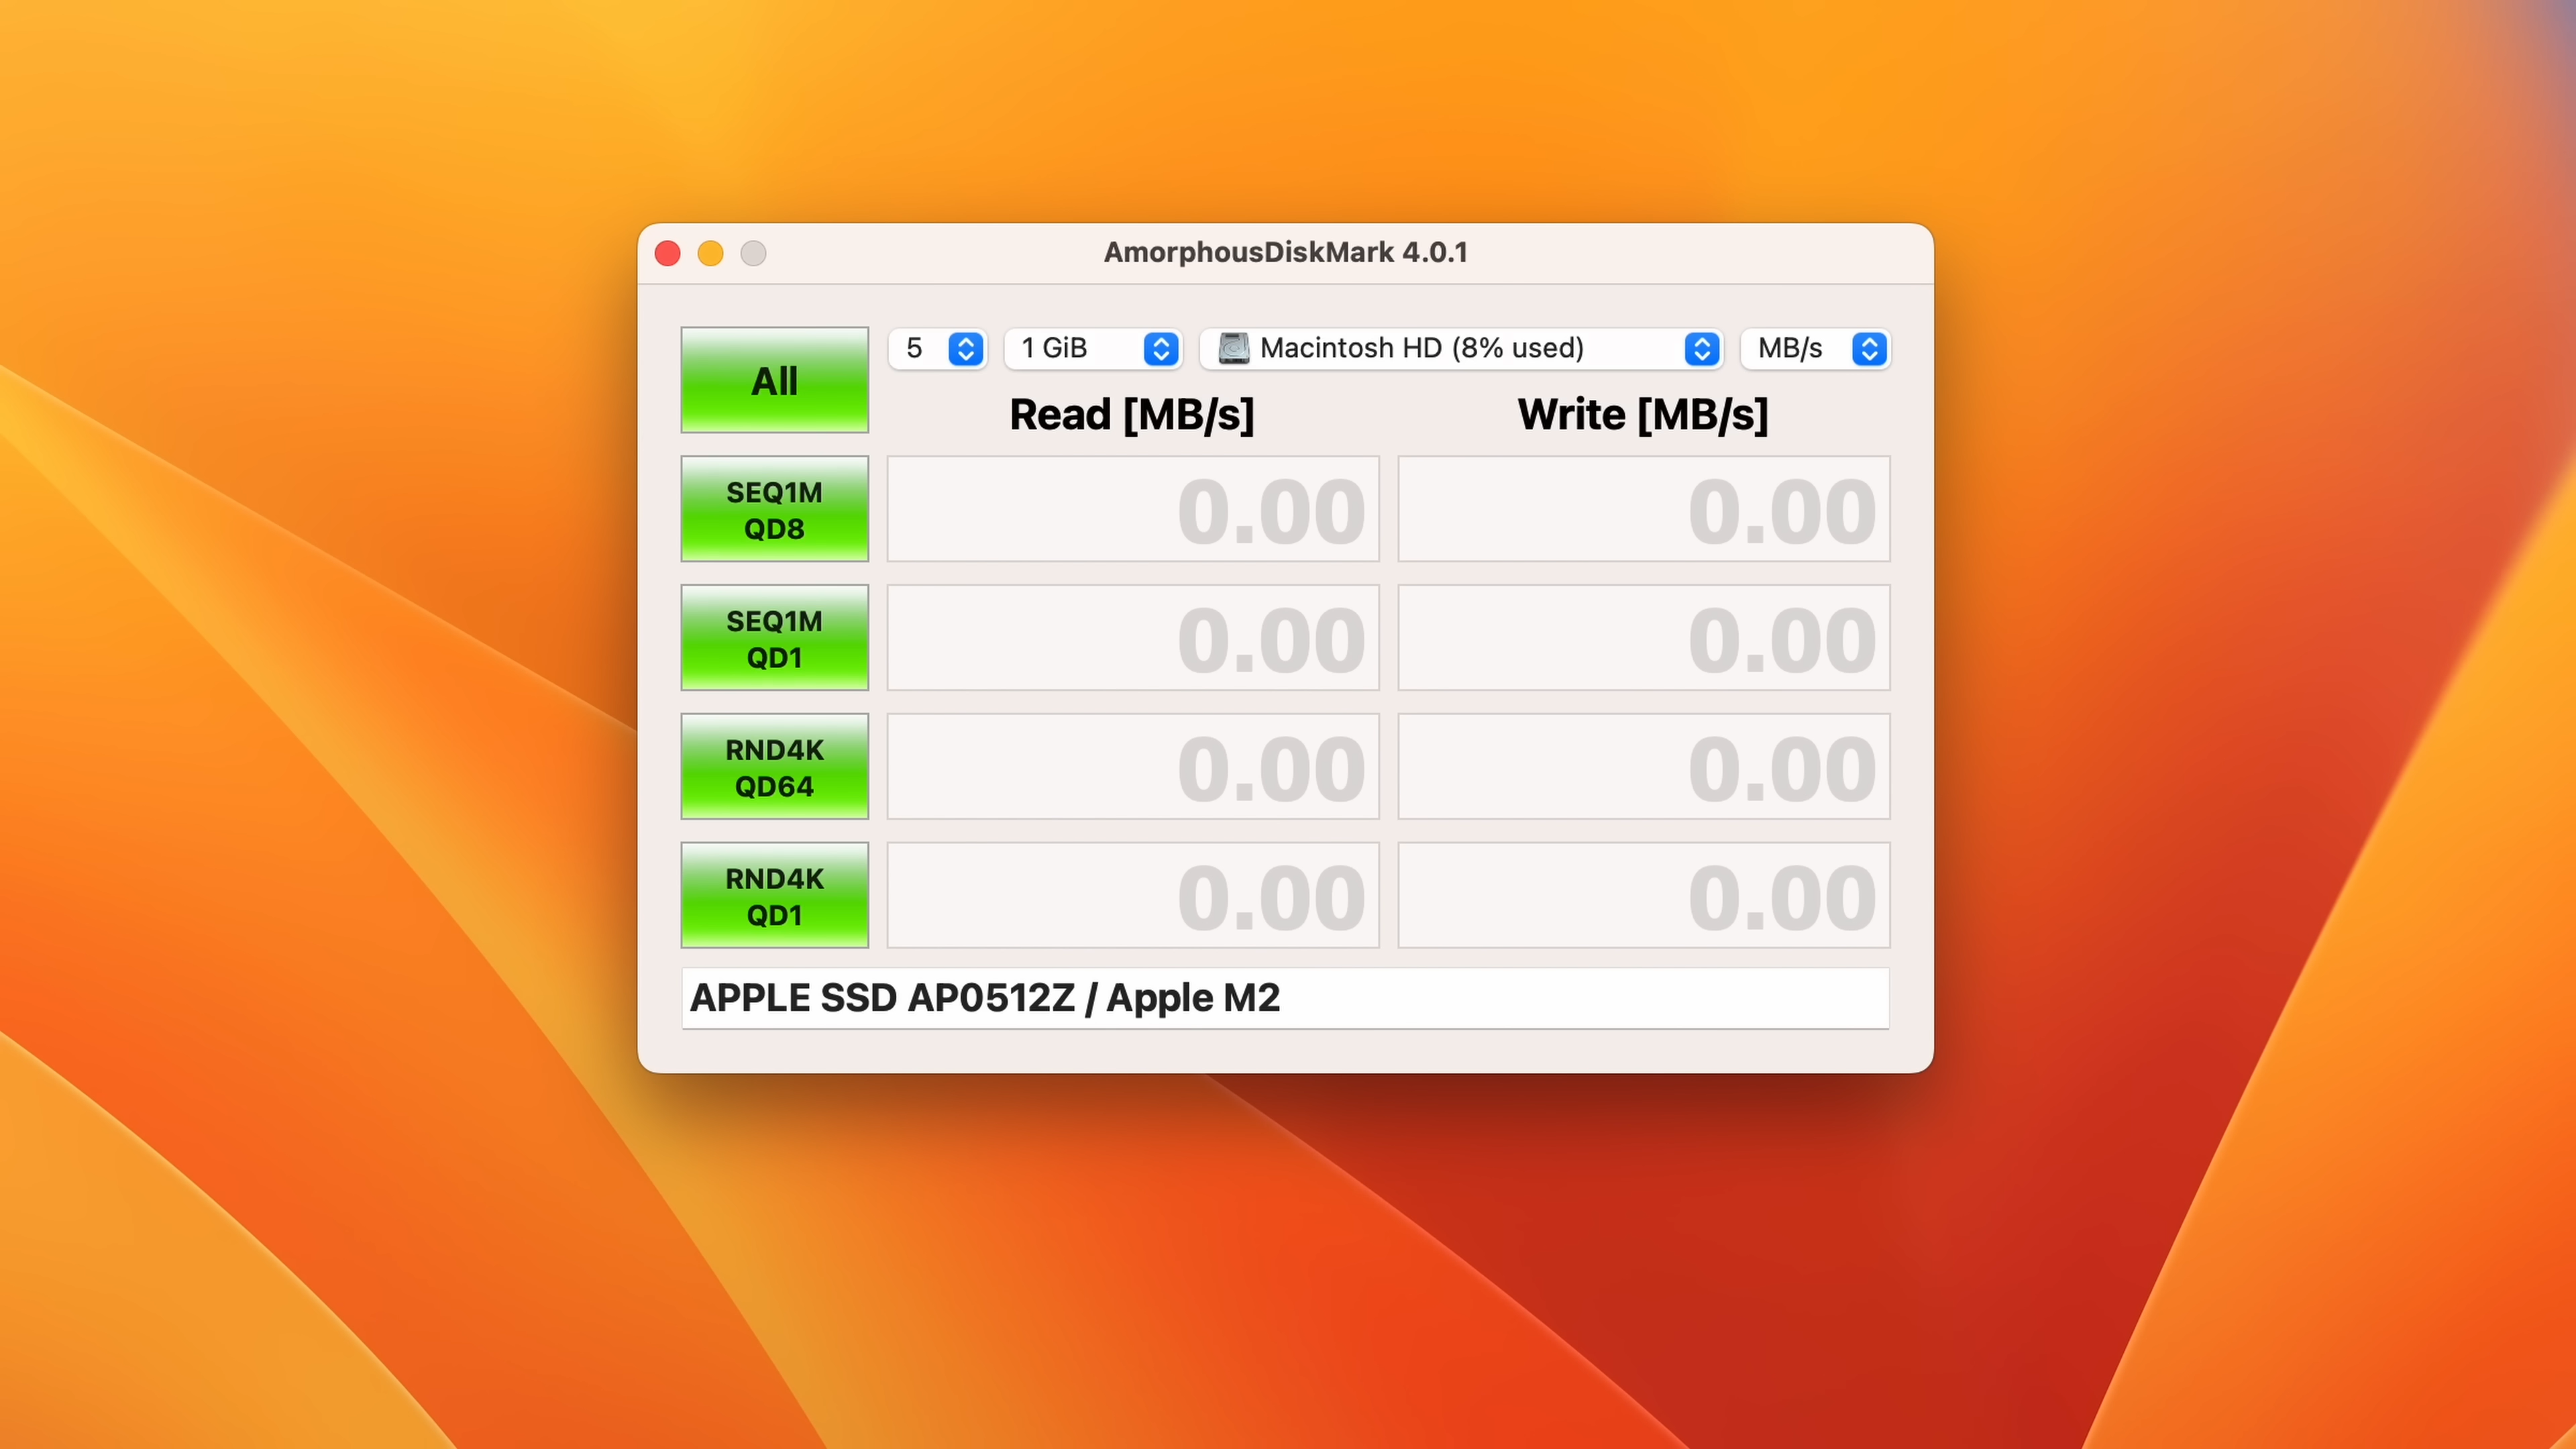 AmorphousDiskMark 4.0.1
All
5
1 GiB
Macintosh HD (8% used)
MB/s
Read [MB/s]
Write [MB/s]
SEQ1M
QD8
0.00
0.00
SEQ1M
QD1
0.00
0.00
RND4K
QD64
0.00
0.00
RND4K
QD1
0.00
0.00
APPLE SSD AP0512Z / Apple M2